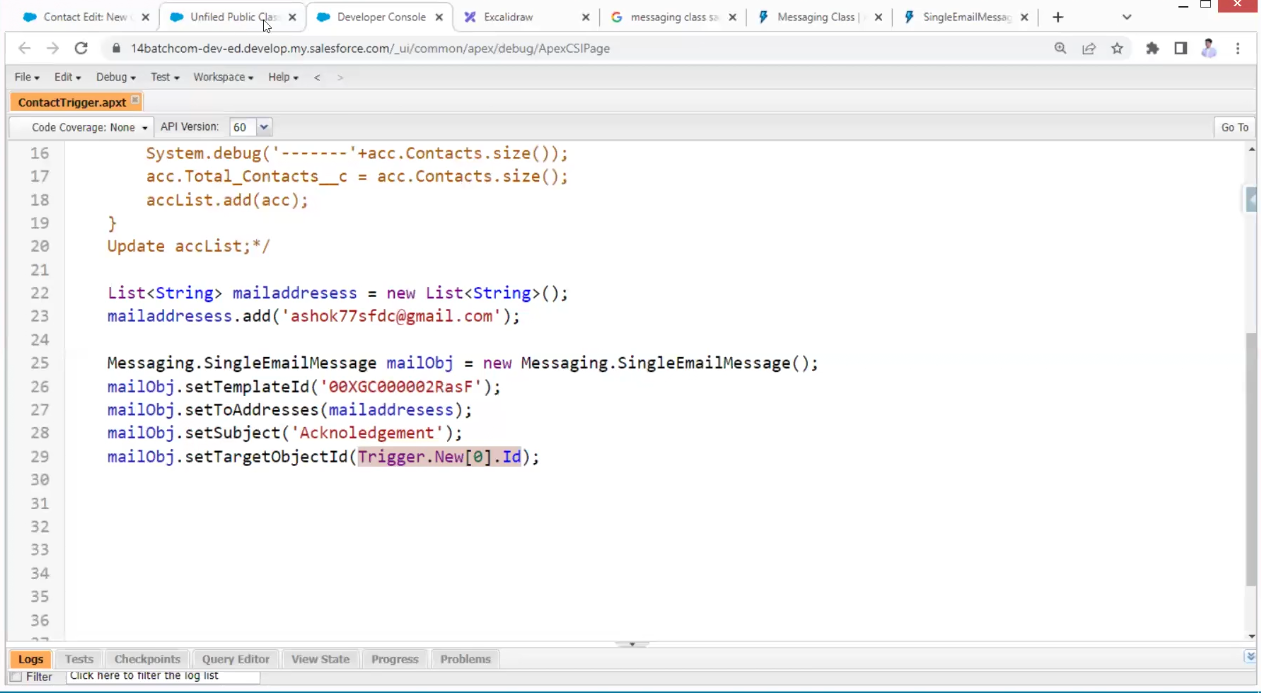 Contact Edit: New
Unfiled Public Clas
Developer Console
Excalidraw
messaging class sa
Messaging Class |
SingleEmailMessag
14batchcom-dev-ed.develop.my.salesforce.com/_ui/common/apex/debug/ApexCSIPage
File Edit Debug Test Workspace Help < >
ContactTrigger.apxt
Code Coverage: None API Version: 60 Go To
16 System.debug('-------'+acc.Contacts.size());
17 acc.Total_Contacts__c = acc.Contacts.size();
18 accList.add(acc);
19 }
20 Update accList;*/
21
22 List<String> mailaddresess = new List<String>();
23 mailaddresess.add('ashok77sfdc@gmail.com');
24
25 Messaging.SingleEmailMessage mailObj = new Messaging.SingleEmailMessage();
26 mailObj.setTemplateId('00XGC000002RasF');
27 mailObj.setToAddresses(mailaddresess);
28 mailObj.setSubject('Acknoledgement');
29 mailObj.setTargetObjectId(Trigger.New[0].Id);
30
31
32
33
34
35
36
Logs Tests Checkpoints Query Editor View State Progress Problems
Filter Click here to filter the log list